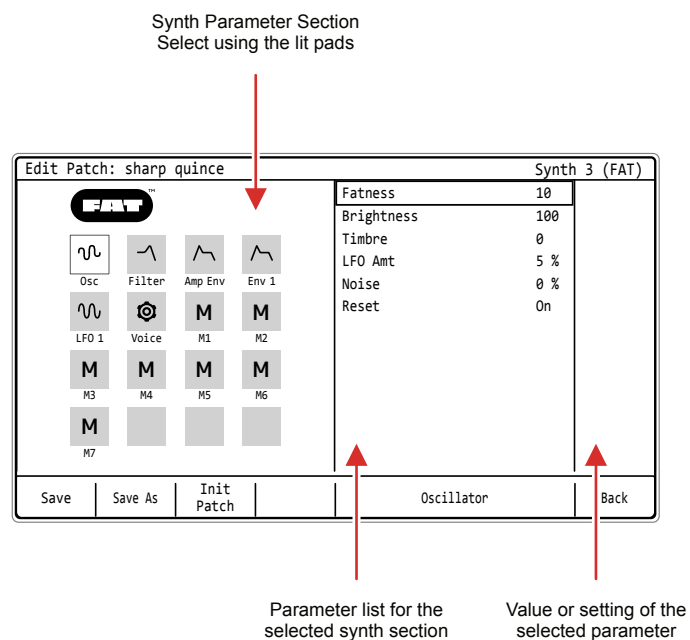 Synth Parameter Section
Select using the lit pads
Edit Patch: sharp quince Synth 3 (FAT)
FAT™
Fatness 10
Brightness 100
Timbre 0
LFO Amt 5 %
Noise 0 %
Reset On
Osc Filter Amp Env Env 1
M M
LFO 1 Voice M1 M2
M M M M
M3 M4 M5 M6
M
M7
Save Save As Init Patch Oscillator Back
Parameter list for the
selected synth section
Value or setting of the
selected parameter